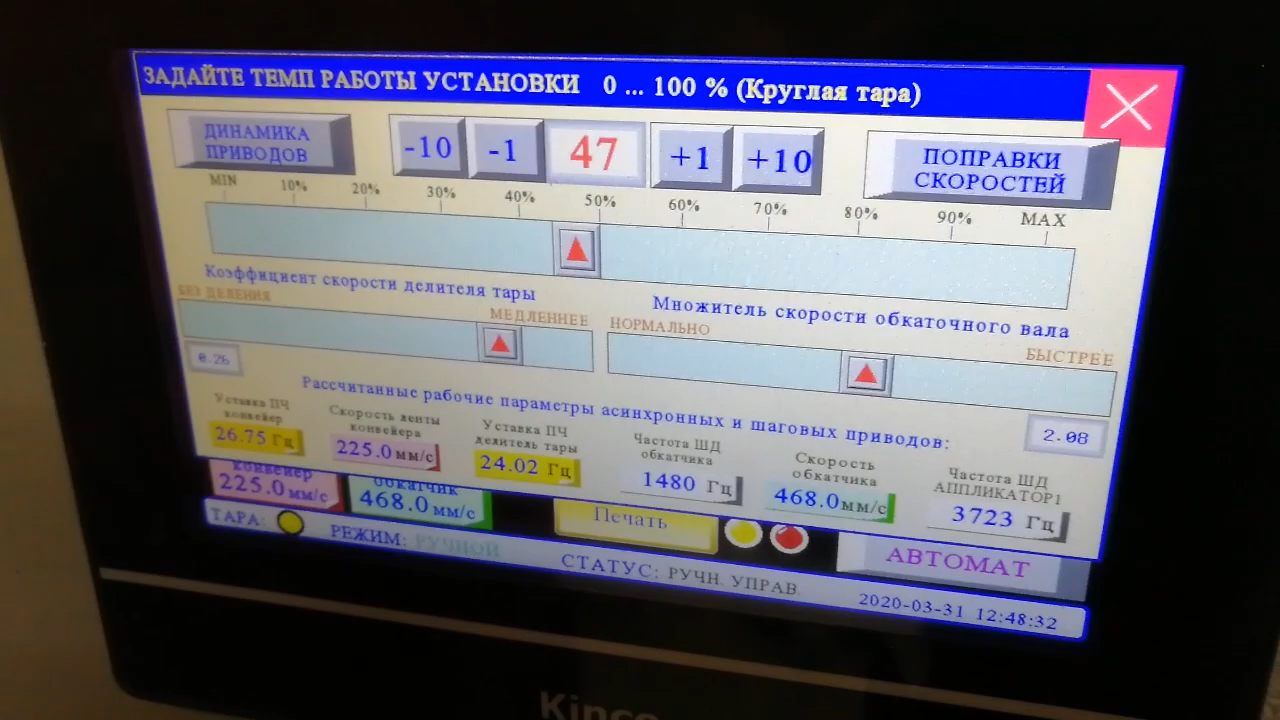 ЗАДАЙТЕ ТЕМП РАБОТЫ УСТАНОВКИ 0 ... 100 % (Круглая тара)
ДИНАМИКА
ПРИВОДОВ
-10 -1 47 +1 +10
ПОПРАВКИ
СКОРОСТЕЙ
MIN 10% 20% 30% 40% 50% 60% 70% 80% 90% MAX
Коэффициент скорости делителя тары
Множитель скорости обкаточного вала
БЕЗ ДЕЛЕНИЯ МЕДЛЕННЕЕ
НОРМАЛЬНО БЫСТРЕЕ
0.26
2.08
Рассчитанные рабочие параметры асинхронных и шаговых приводов:
Уставка ПЧ
конвейер
26.75 Гц
Скорость ленты
конвейера
225.0 мм/с
Уставка ПЧ
делитель тары
24.02 Гц
Частота ШД
обкатчика
1480 Гц
Скорость
обкатчика
468.0 мм/с
Частота ШД
АППЛИКАТОР1
3723 Гц
конвейер
225.0 мм/с
обкатчик
468.0 мм/с
Печать
АВТОМАТ
ТАРА: РЕЖИМ: РУЧНОЙ СТАТУС: РУЧН. УПРАВ. 2020-03-31 12:48:32
Kinco